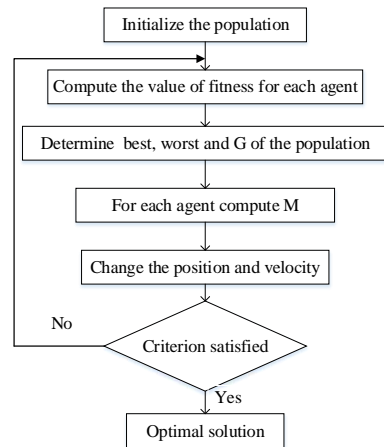 Initialize the population
Compute the value of fitness for each agent
Determine best, worst and G of the population
For each agent compute M
Change the position and velocity
No
Criterion satisfied
Yes
Optimal solution